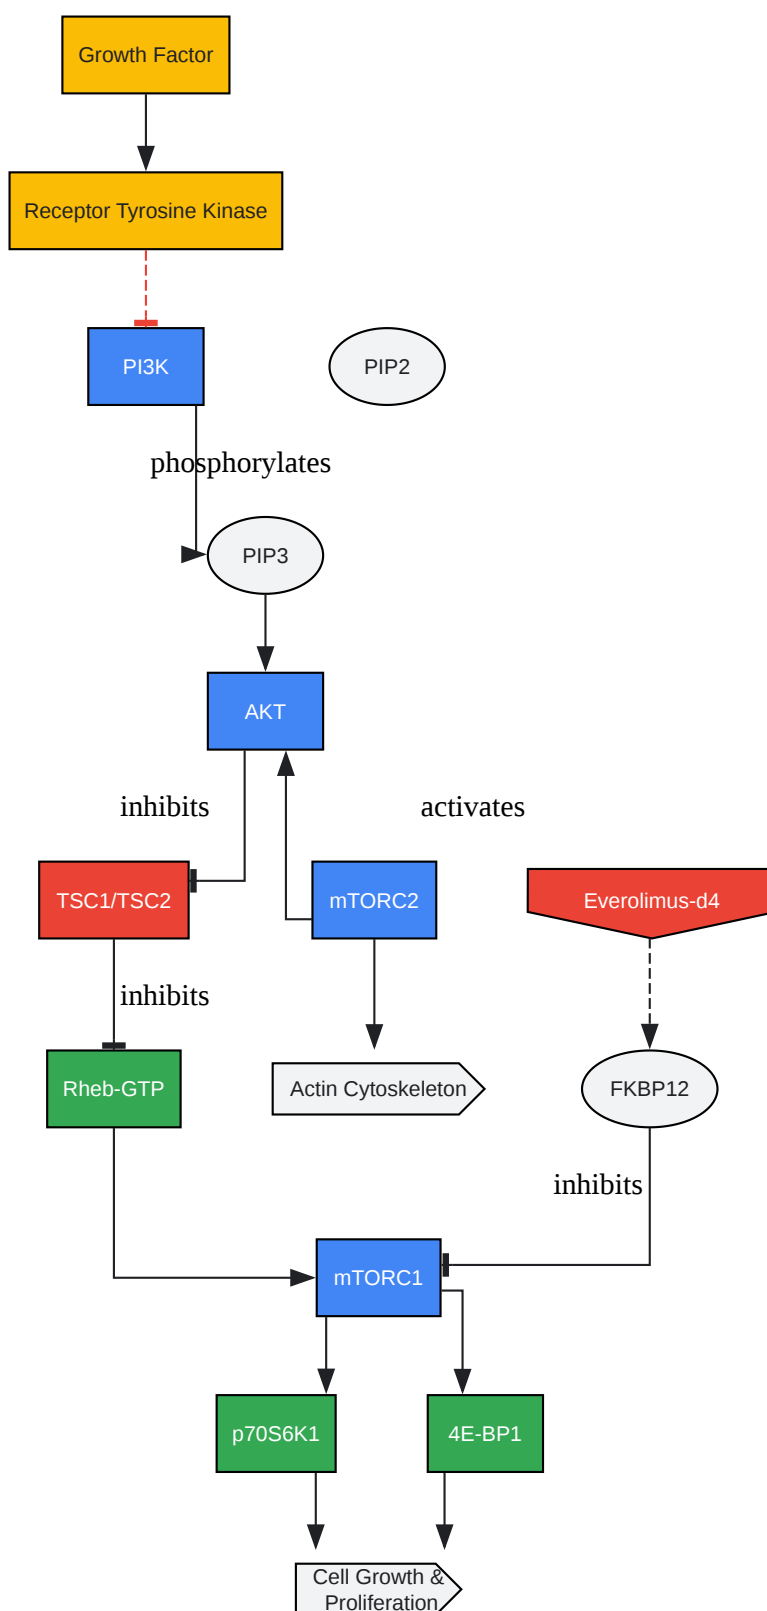 Growth Factor
Receptor Tyrosine Kinase
PI3K
PIP2
phosphorylates
PIP3
AKT
inhibits
activates
TSC1/TSC2
mTORC2
Everolimus-d4
inhibits
Rheb-GTP
Actin Cytoskeleton
FKBP12
inhibits
mTORC1
p70S6K1
4E-BP1
Cell Growth &
Proliferation